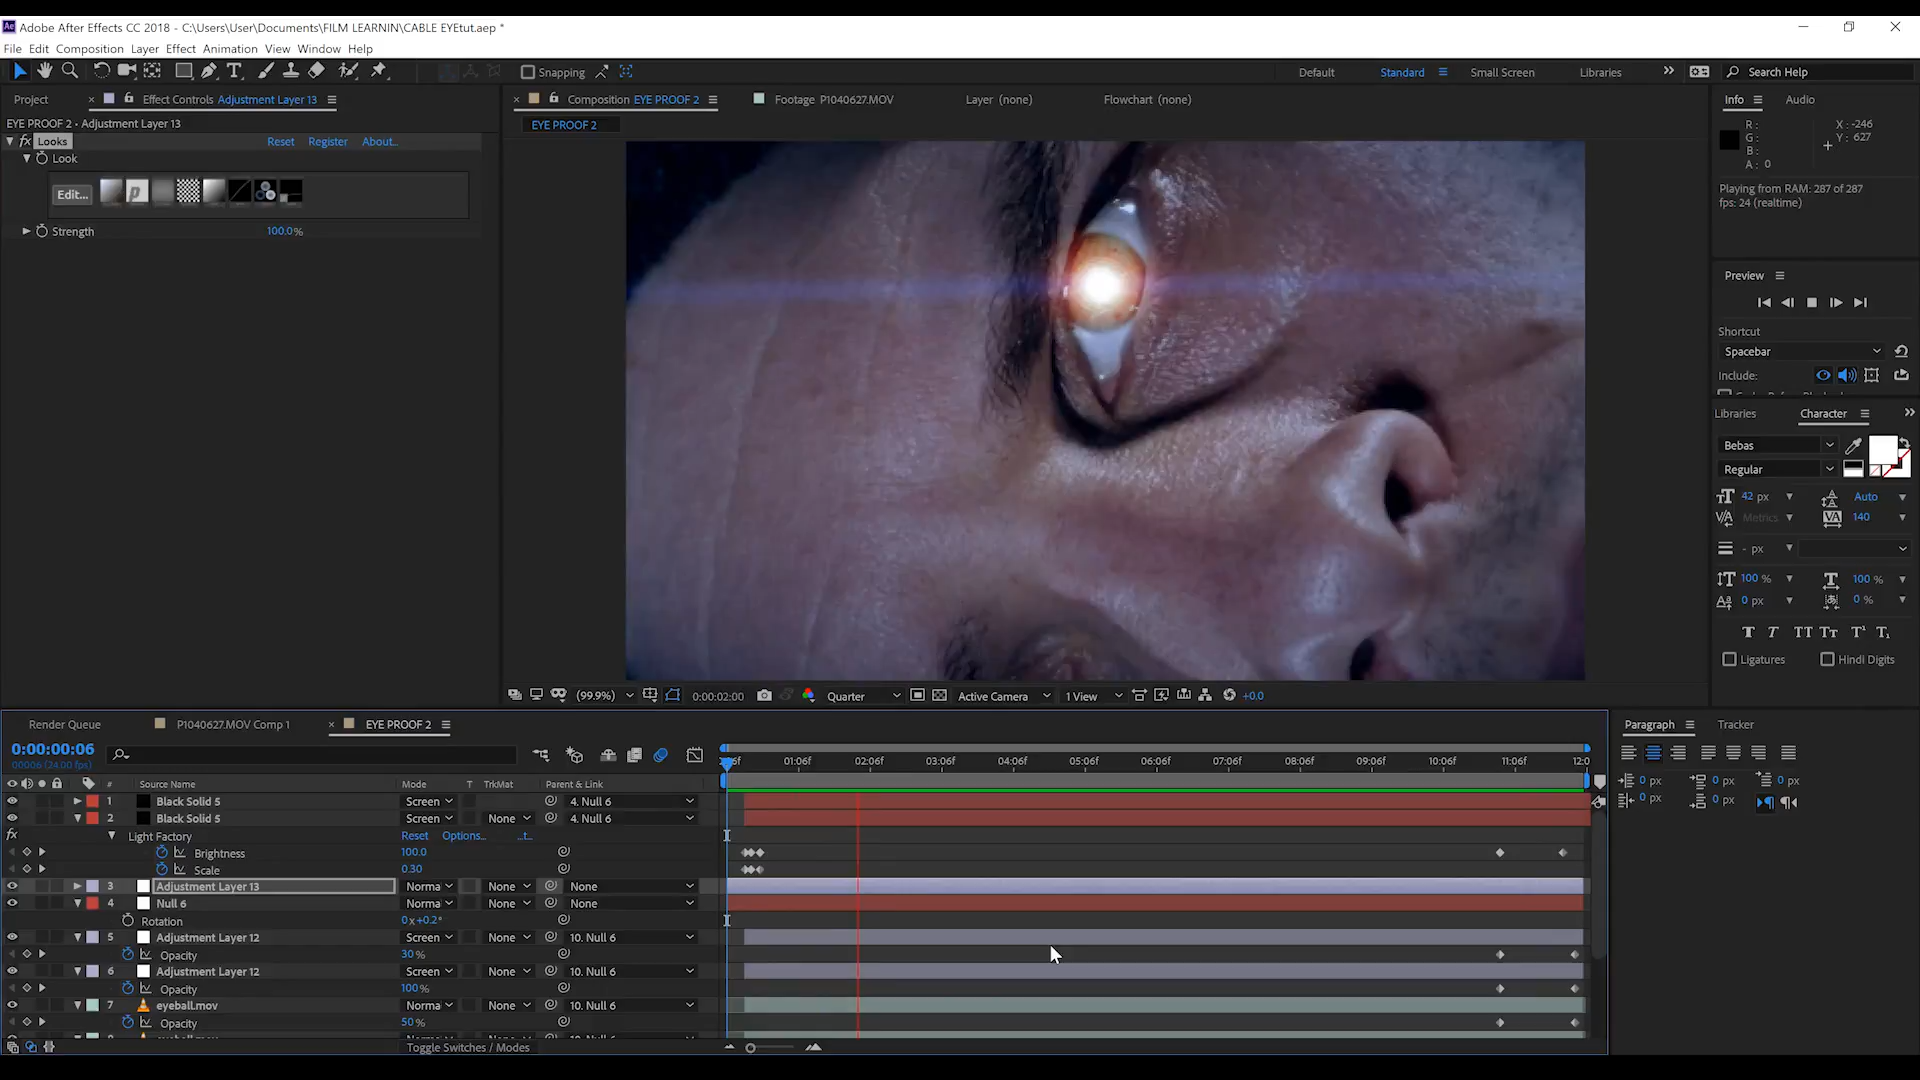 Adobe After Effects CC 2018 - C:\Users\User\Documents\FILM LEARNIN\CABLE EYEtut.aep *
File Edit Composition Layer Effect Animation View Window Help
Snapping
Default Standard Small Screen Libraries Search Help
Project Effect Controls Adjustment Layer 13
Composition EYE PROOF 2 Footage P1040627.MOV Layer (none) Flowchart (none)
Info Audio
EYE PROOF 2 • Adjustment Layer 13
EYE PROOF 2
fx Looks Reset Register About...
Look
Edit...
Strength 100.0%
R: X: -246
G: Y: 627
B:
A: 0
Playing from RAM: 287 of 287
fps: 24 (realtime)
Preview
Shortcut
Spacebar
Include:
Libraries Character
Bebas
Regular
42 px Auto
Metrics 140
- px
100 % 100 %
0 px 0 %
Ligatures Hindi Digits
(99.9%) 0:00:02:00 Quarter Active Camera 1 View +0.0
Render Queue P1040627.MOV Comp 1 EYE PROOF 2
Paragraph Tracker
0:00:00:06
00006 (24.00 fps)
01:06f 02:06f 03:06f 04:06f 05:06f 06:06f 07:06f 08:06f 09:06f 10:06f 11:06f 12:0
# Source Name Mode T TrkMat Parent & Link
1 Black Solid 5 Screen 4. Null 6
2 Black Solid 5 Screen None 4. Null 6
Light Factory Reset Options...
Brightness 100.0
Scale 0.30
3 Adjustment Layer 13 Norma None None
4 Null 6 Norma None None
Rotation 0x+0.2°
5 Adjustment Layer 12 Screen None 10. Null 6
Opacity 30%
6 Adjustment Layer 12 Screen None 10. Null 6
Opacity 100%
7 eyeball.mov Norma None 10. Null 6
Opacity 50%
Toggle Switches / Modes
0 px 0 px 0 px
0 px 0 px